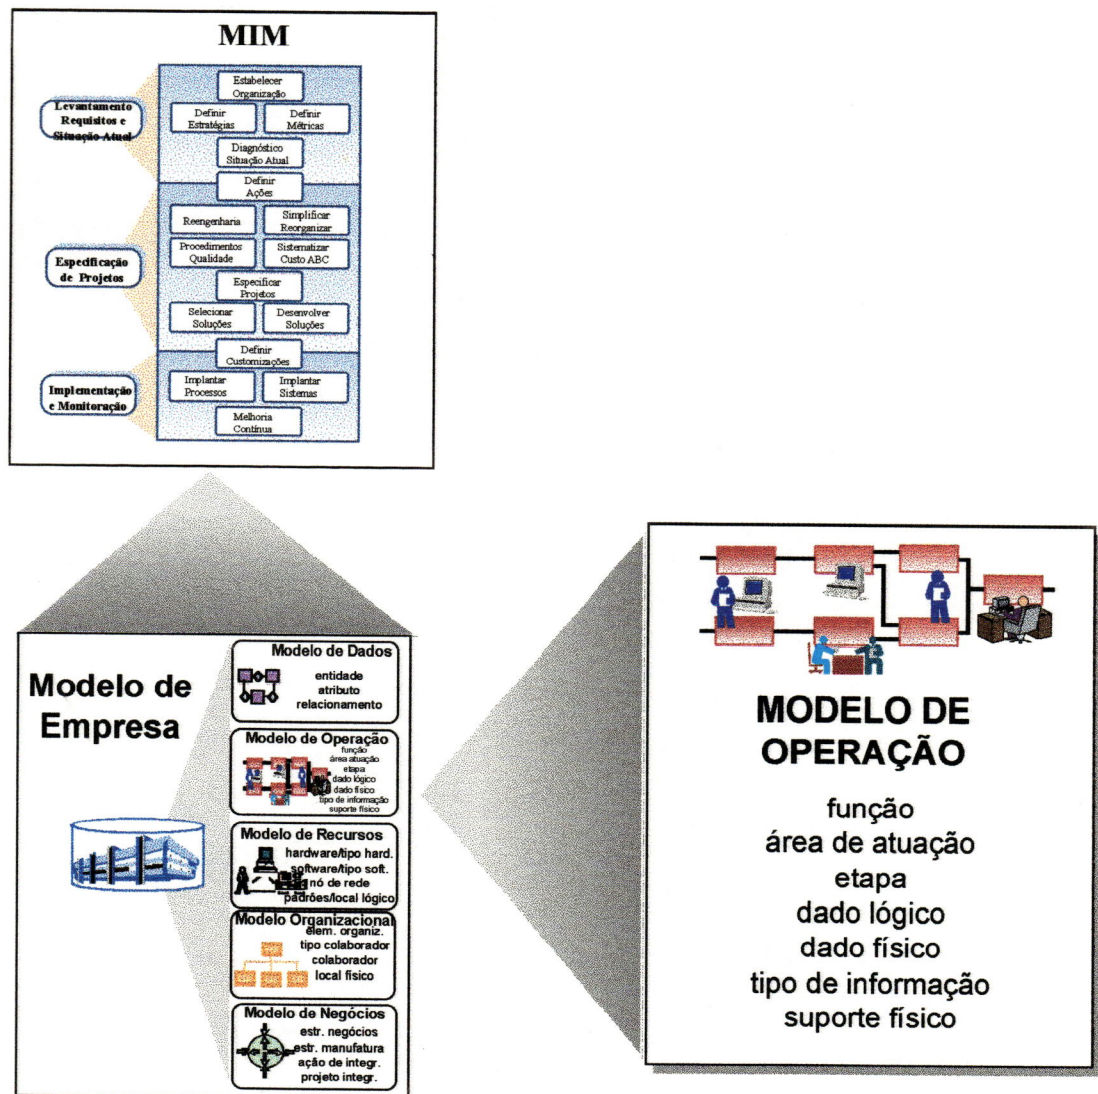 MIM
Levantamento
Requisitos e
Situação Atual
Estabelecer
Organização
Definir
Estratégias
Definir
Métricas
Diagnóstico
Situação Atual
Definir
Ações
Especificação
de Projetos
Reengenharia
Simplificar
Reorganizar
Procedimentos
Qualidade
Sistematizar
Custo ABC
Especificar
Projetos
Selecionar
Soluções
Desenvolver
Soluções
Definir
Customizações
Implementação
e Monitoração
Implantar
Processos
Implantar
Sistemas
Melhoria
Contínua
Modelo de
Empresa
Modelo de Dados
entidade
atributo
relacionamento
Modelo de Operação
função
área atuação
etapa
dado lógico
dado físico
tipo de informação
suporte físico
Modelo de Recursos
hardware/tipo hard.
software/tipo soft.
nó de rede
padrões/local lógico
Modelo Organizacional
elem. organiz.
tipo colaborador
colaborador
local físico
Modelo de Negócios
estr. negócios
estr. manufatura
ação de integr.
projeto integr.
MODELO DE
OPERAÇÃO
função
área de atuação
etapa
dado lógico
dado físico
tipo de informação
suporte físico